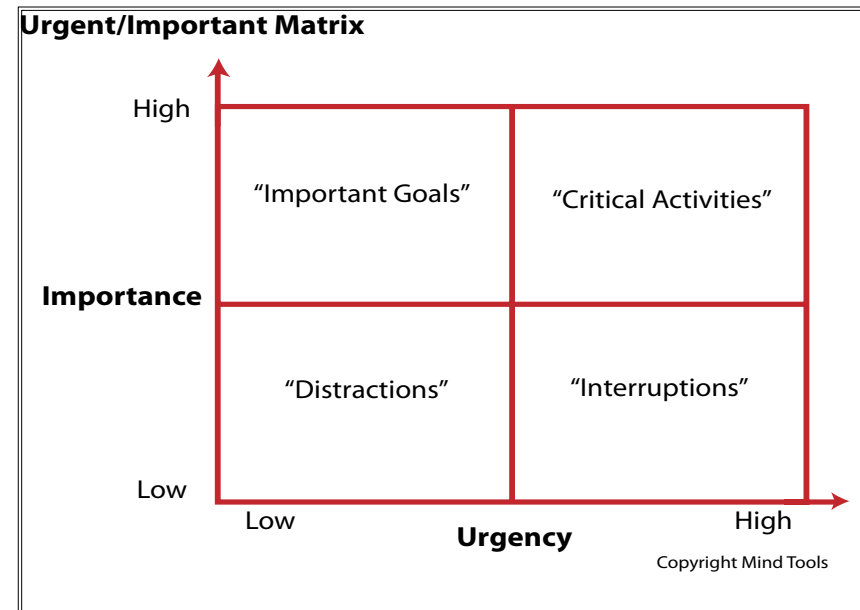 Urgent/Important Matrix
High
“Important Goals”
“Critical Activities”
Importance
“Distractions”
“Interruptions”
Low
Low
High
Urgency
Copyright Mind Tools